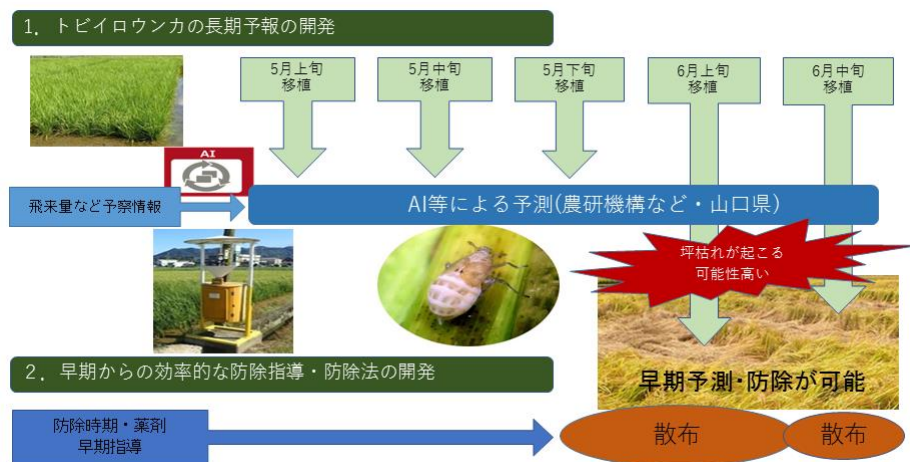 1．トビイロウンカの長期予報の開発
5月上旬
移植
5月中旬
移植
5月下旬
移植
6月上旬
移植
6月中旬
移植
AI
飛来量など予察情報
AI等による予測(農研機構など・山口県)
坪枯れが起こる
可能性高い
2．早期からの効率的な防除指導・防除法の開発
早期予測･防除が可能
防除時期・薬剤
早期指導
散布
散布